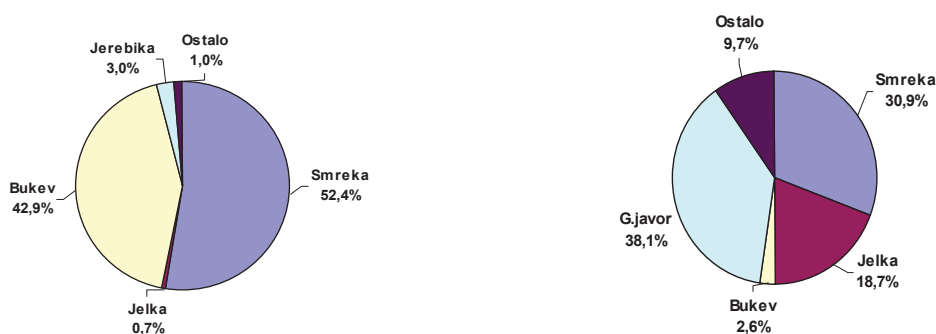 Ostalo
1,0%
Jerebika
3,0%
Smreka
52,4%
Bukev
42,9%
Jelka
0,7%
Ostalo
9,7%
Smreka
30,9%
G.javor
38,1%
Jelka
18,7%
Bukev
2,6%